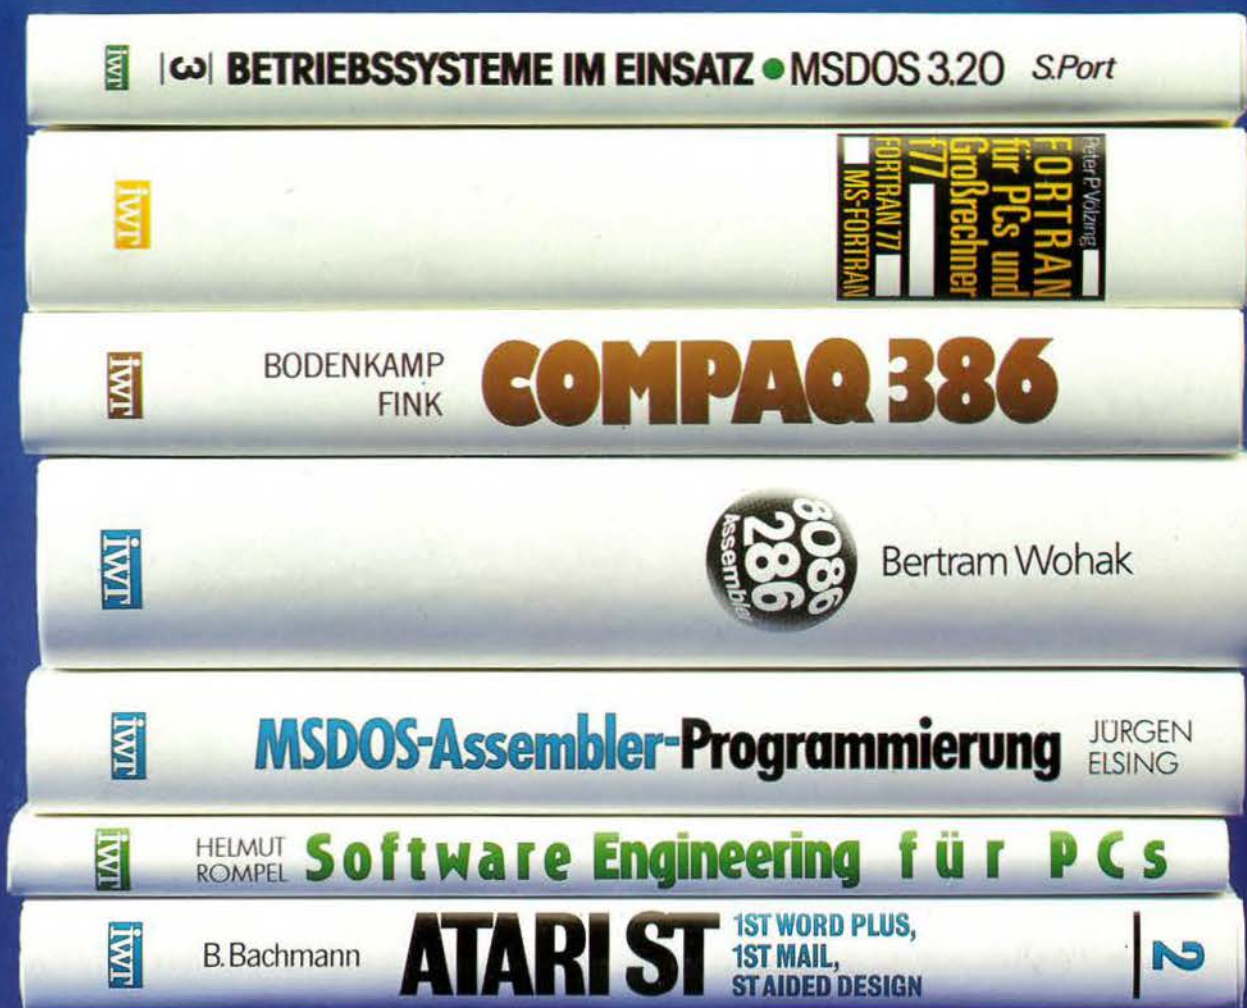 iWT |3| BETRIEBSSYSTEME IM EINSATZ ● MSDOS 3.20 S.Port
iWT
Peter P. Völzing
FORTRAN
für PCs und
Großrechner
f77
FORTRAN 77
MS-FORTRAN
iWT
BODENKAMP
FINK
COMPAQ 386
iWT
8086
286
Assembler
Bertram Wohak
iWT
MSDOS-Assembler-Programmierung
JÜRGEN
ELSING
iWT
HELMUT
ROMPEL
Software Engineering für PCs
iWT
B. Bachmann
ATARI ST
1ST WORD PLUS,
1ST MAIL,
ST AIDED DESIGN
2